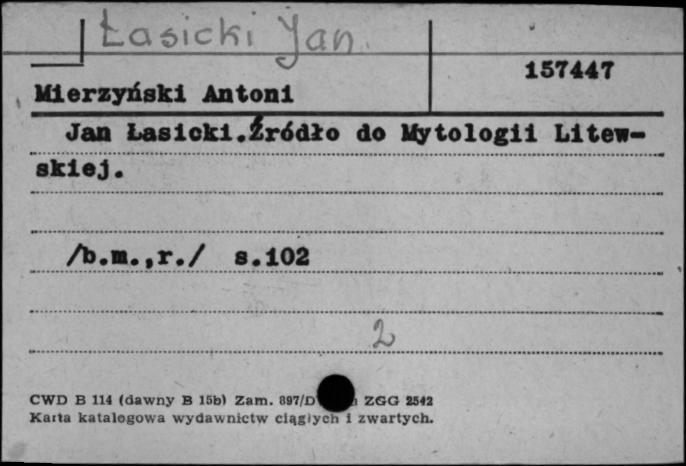 Łasicki Jan
157447
Mierzyński Antoni
Jan Łasicki.Źródło do Mytologii Litew-
skiej.
/b.m.,r./ s.102
2
CWD B 114 (dawny B 15b) Zam. 897/D ZGG 2542
Karta katalogowa wydawnictw ciągłych i zwartych.